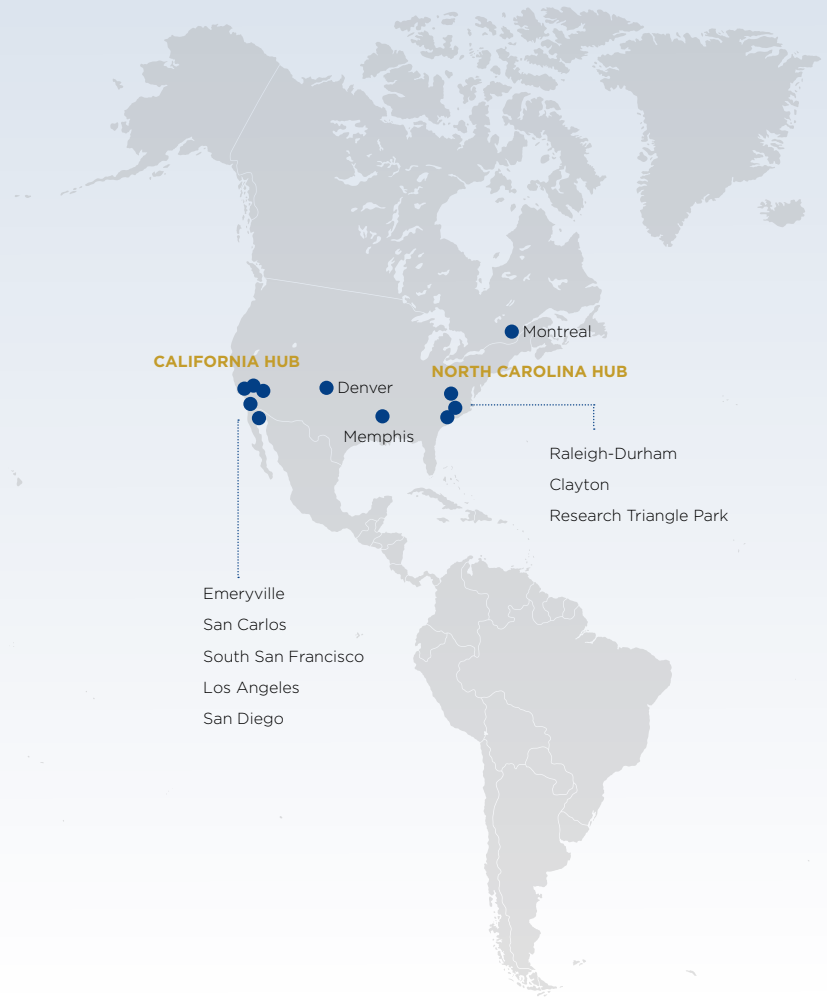 Montreal
CALIFORNIA HUB
NORTH CAROLINA HUB
Denver
Memphis
Raleigh-Durham
Clayton
Research Triangle Park
Emeryville
San Carlos
South San Francisco
Los Angeles
San Diego